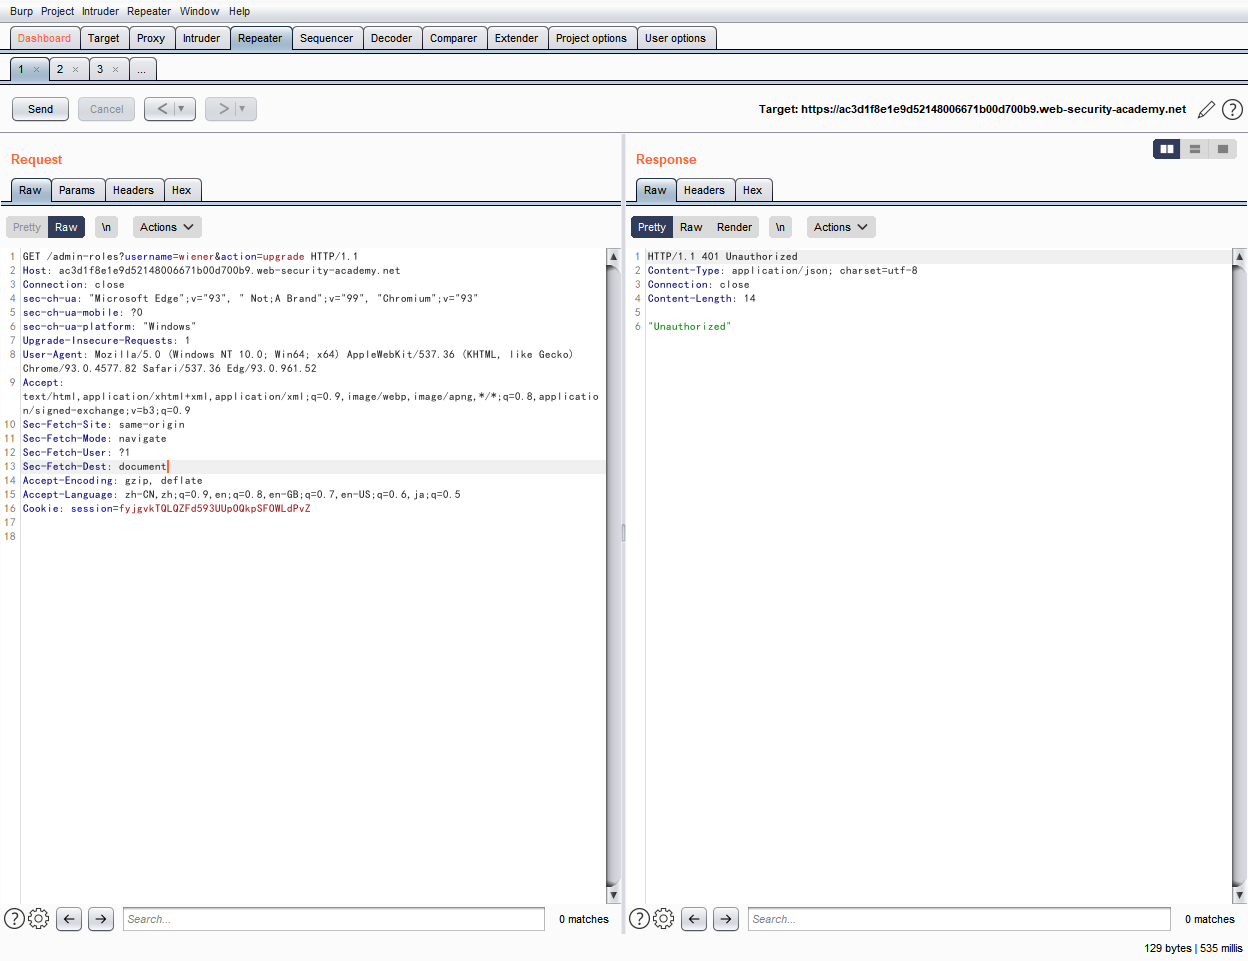 Burp Project Intruder Repeater Window Help
Dashboard Target Proxy Intruder Repeater Sequencer Decoder Comparer Extender Project options User options
1 × 2 × 3 × ...
Send Cancel < ▼ > ▼ Target: https://ac3d1f8e1e9d52148006671b00d700b9.web-security-academy.net ?
Request
Raw Params Headers Hex
Pretty Raw \n Actions
1 GET /admin-roles?username=wiener&action=upgrade HTTP/1.1
2 Host: ac3d1f8e1e9d52148006671b00d700b9.web-security-academy.net
3 Connection: close
4 sec-ch-ua: "Microsoft Edge";v="93", " Not;A Brand";v="99", "Chromium";v="93"
5 sec-ch-ua-mobile: ?0
6 sec-ch-ua-platform: "Windows"
7 Upgrade-Insecure-Requests: 1
8 User-Agent: Mozilla/5.0 (Windows NT 10.0; Win64; x64) AppleWebKit/537.36 (KHTML, like Gecko)
Chrome/93.0.4577.82 Safari/537.36 Edg/93.0.961.52
9 Accept:
text/html,application/xhtml+xml,application/xml;q=0.9,image/webp,image/apng,*/*;q=0.8,applicatio
n/signed-exchange;v=b3;q=0.9
10 Sec-Fetch-Site: same-origin
11 Sec-Fetch-Mode: navigate
12 Sec-Fetch-User: ?1
13 Sec-Fetch-Dest: document
14 Accept-Encoding: gzip, deflate
15 Accept-Language: zh-CN,zh;q=0.9,en;q=0.8,en-GB;q=0.7,en-US;q=0.6,ja;q=0.5
16 Cookie: session=fyjgvkTQLQZFd593UUpOQkpSFOWLdPvZ
17
18
? Search... 0 matches
Response
Raw Headers Hex
Pretty Raw Render \n Actions
1 HTTP/1.1 401 Unauthorized
2 Content-Type: application/json; charset=utf-8
3 Connection: close
4 Content-Length: 14
5
6 "Unauthorized"
? Search... 0 matches
129 bytes | 535 millis